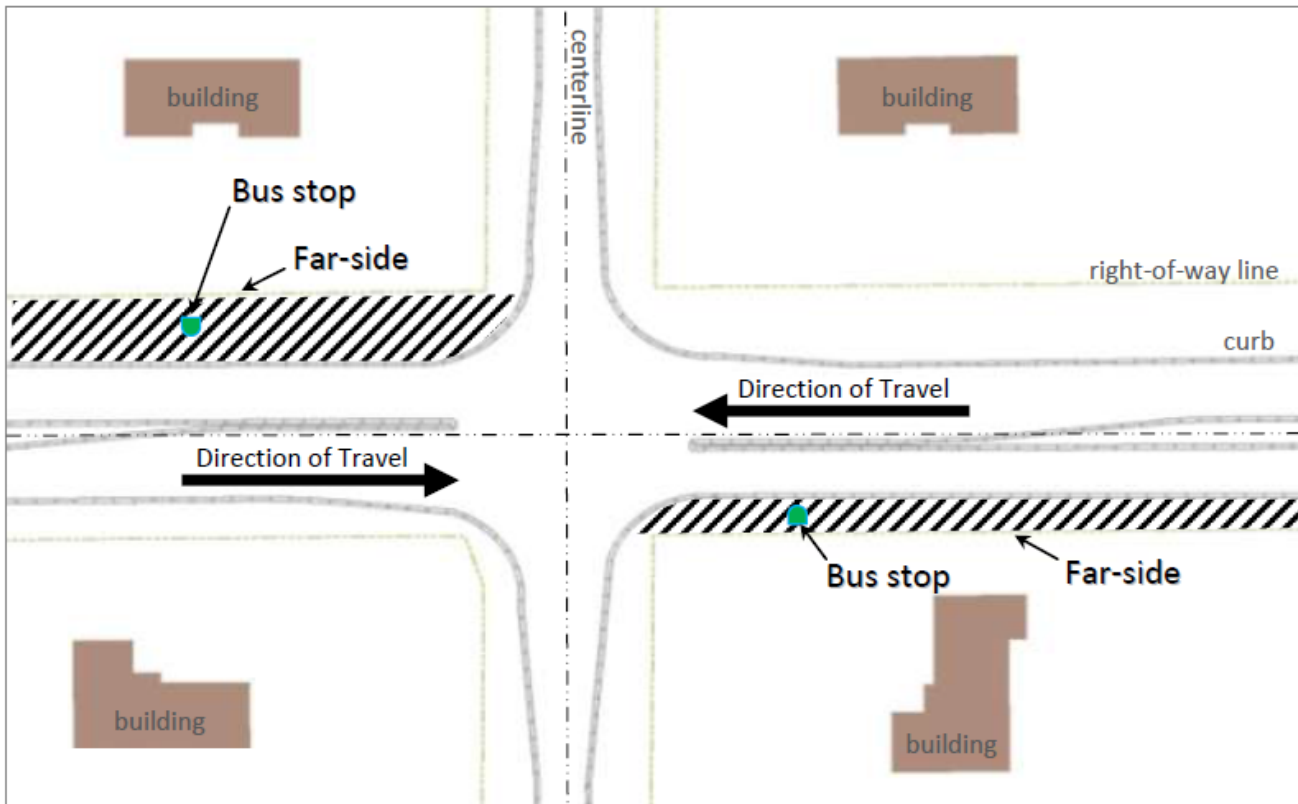 centerline
building
building
Bus stop
Far-side
right-of-way line
curb
Direction of Travel
Direction of Travel
Bus stop
Far-side
building
building